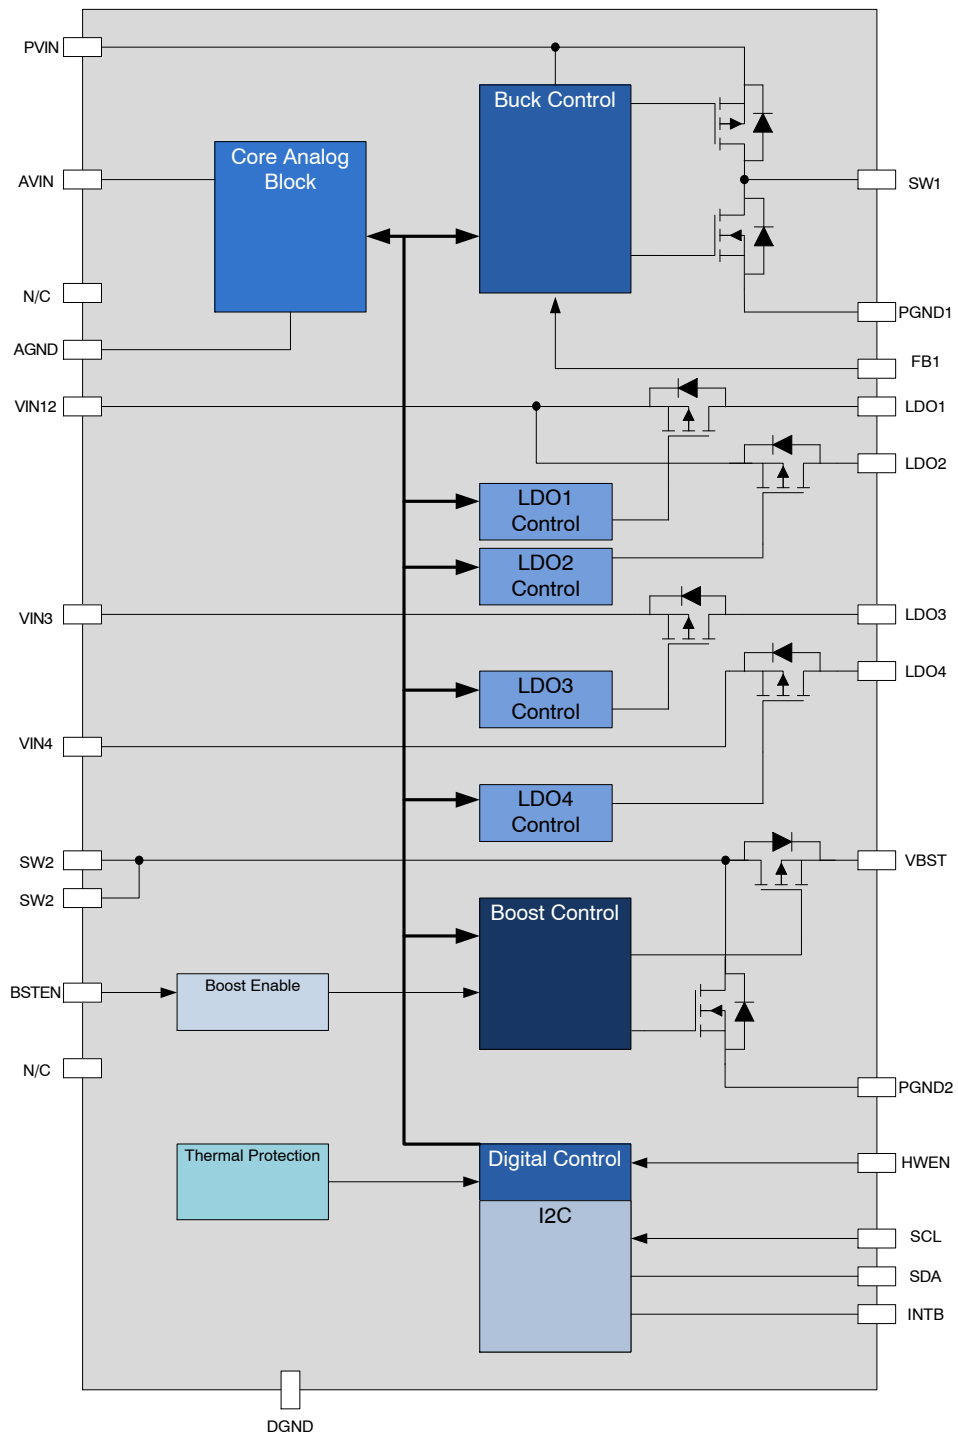 PVIN
Buck Control
Core Analog
Block
AVIN
SW1
N/C
PGND1
AGND
FB1
VIN12
LDO1
LDO2
LDO1
Control
LDO2
Control
VIN3
LDO3
LDO4
LDO3
Control
VIN4
LDO4
Control
SW2
VBST
SW2
Boost Control
BSTEN
Boost Enable
N/C
PGND2
Thermal Protection
Digital Control
HWEN
I2C
SCL
SDA
INTB
DGND